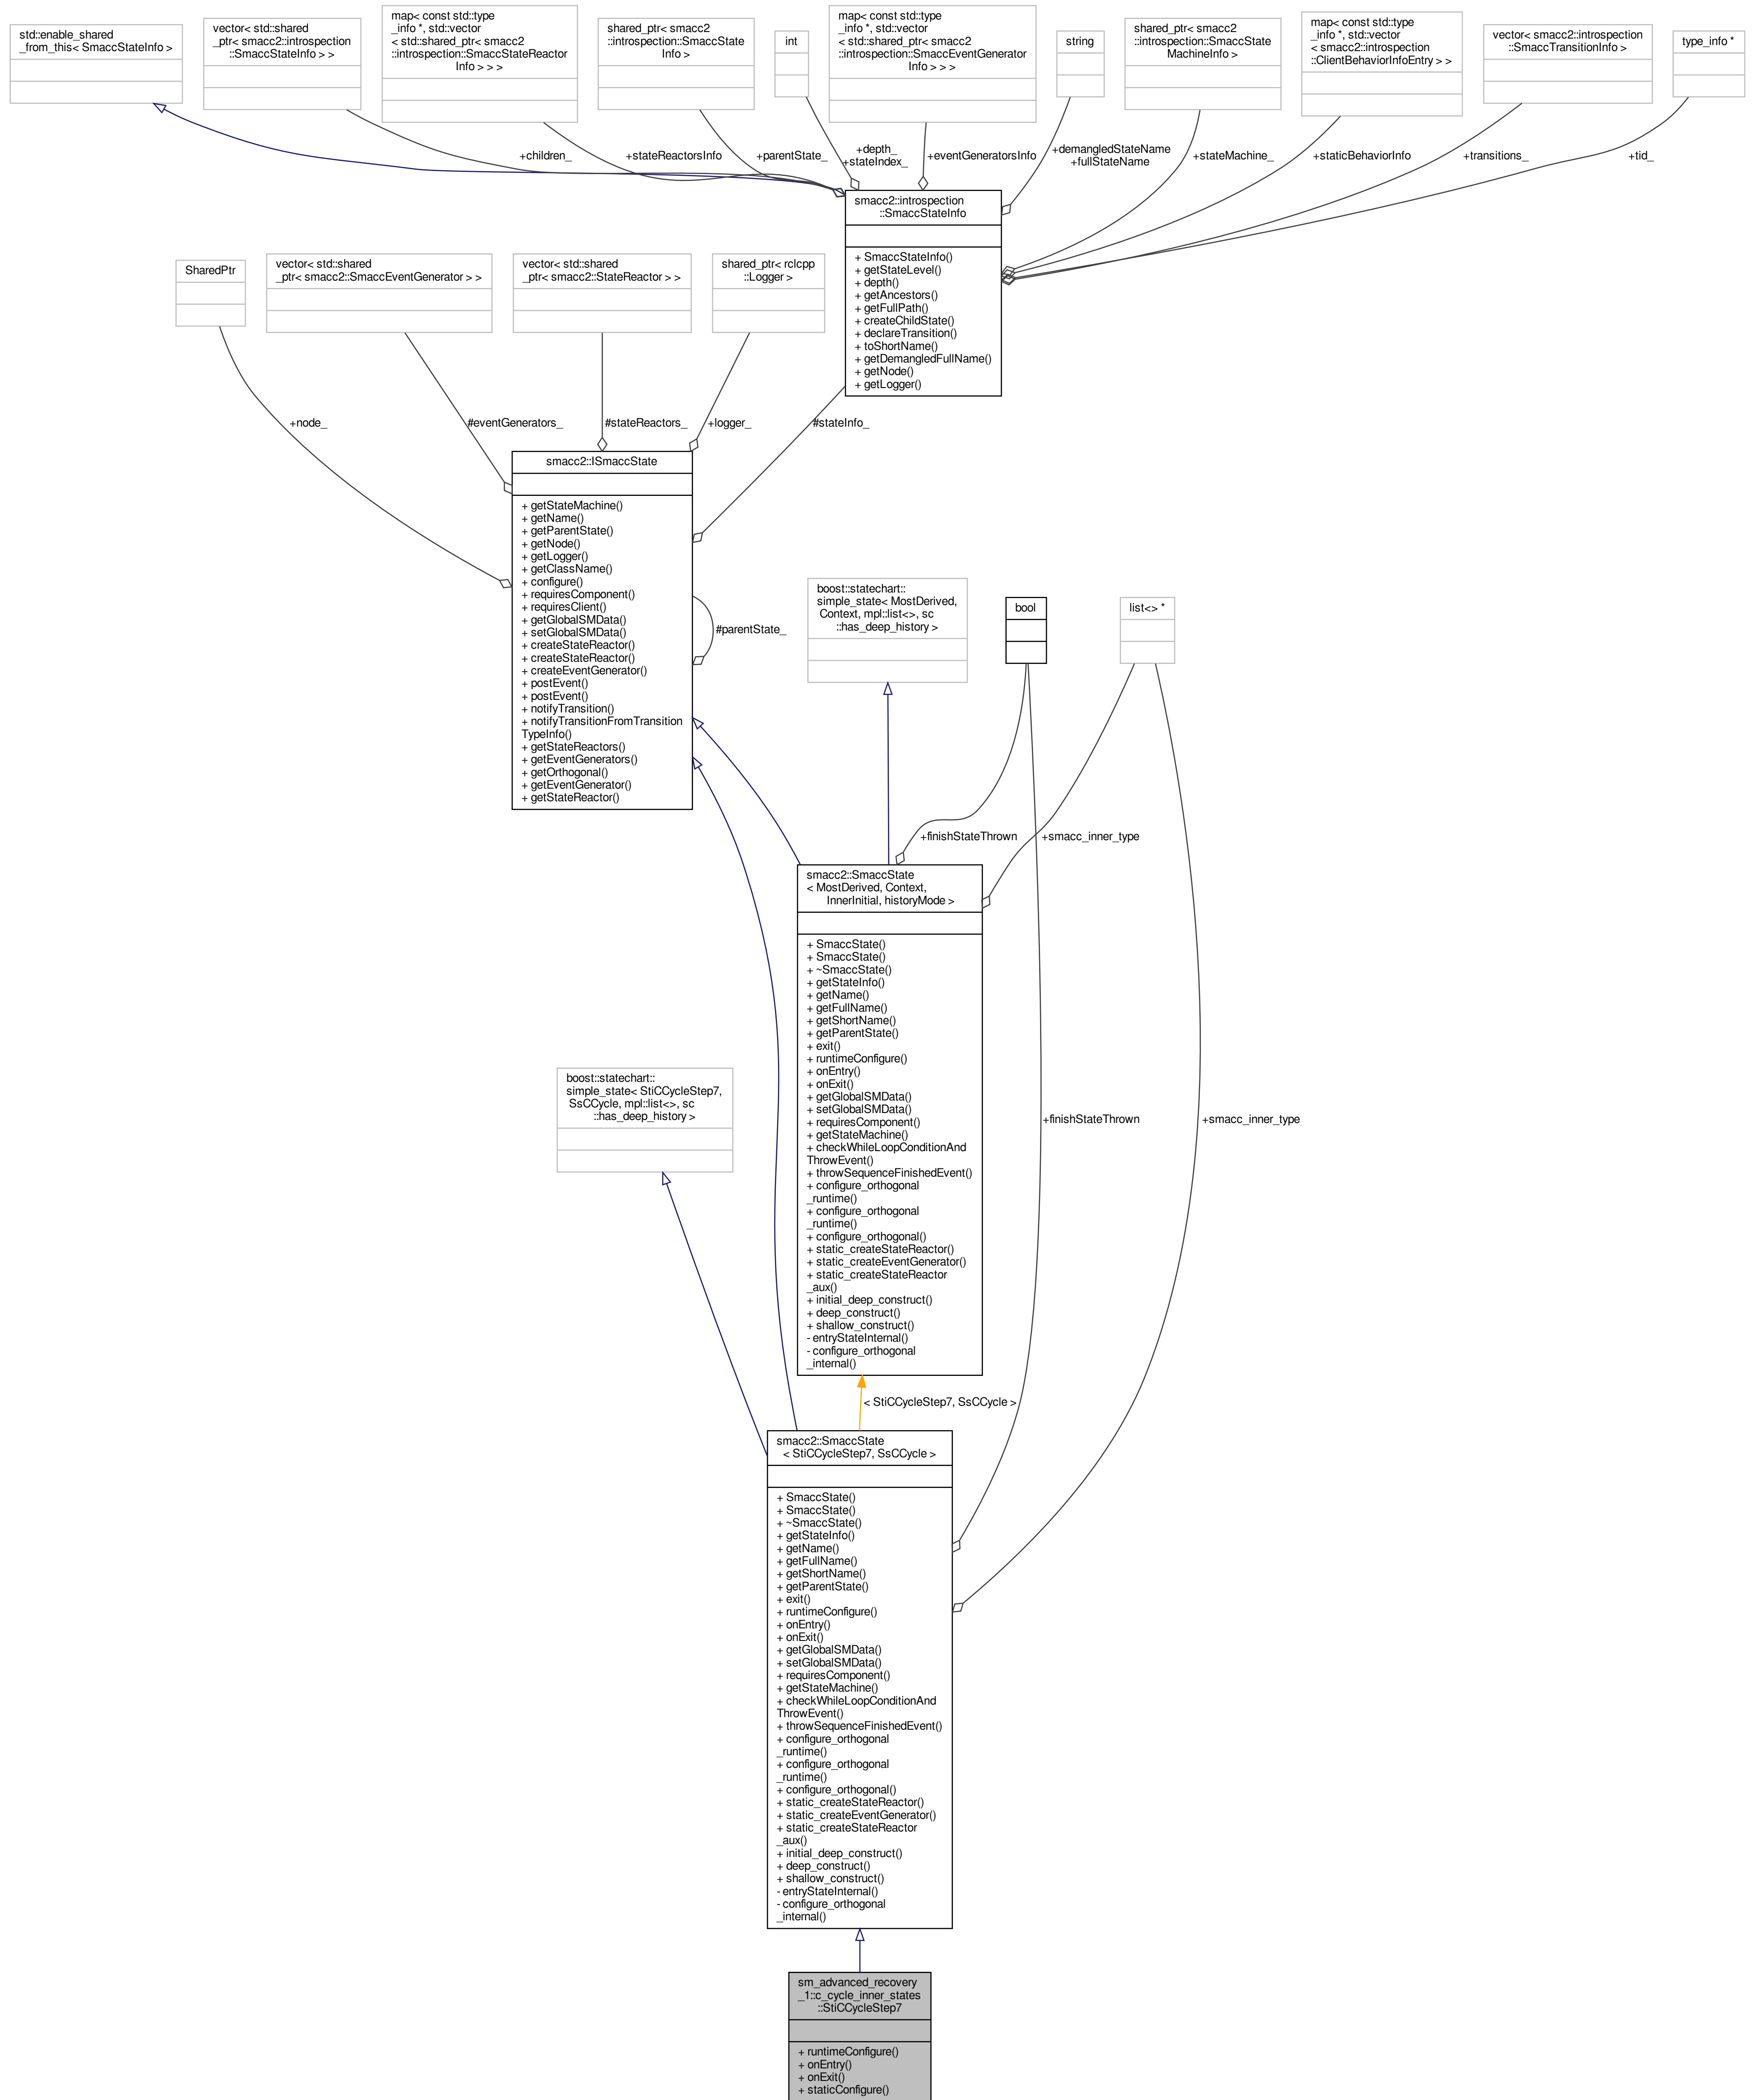 std::enable_shared
_from_this< SmaccStateInfo >
vector< std::shared
_ptr< smacc2::introspection
::SmaccStateInfo > >
map< const std::type
_info *, std::vector
< std::shared_ptr< smacc2
::introspection::SmaccStateReactor
Info > > >
shared_ptr< smacc2
::introspection::SmaccState
Info >
int
map< const std::type
_info *, std::vector
< std::shared_ptr< smacc2
::introspection::SmaccEventGenerator
Info > > >
string
shared_ptr< smacc2
::introspection::SmaccState
MachineInfo >
map< const std::type
_info *, std::vector
< smacc2::introspection
::ClientBehaviorInfoEntry > >
vector< smacc2::introspection
::SmaccTransitionInfo >
type_info *
+children_
+stateReactorsInfo
+parentState_
+depth_
+stateIndex_
+eventGeneratorsInfo
+demangledStateName
+fullStateName
+stateMachine_
+staticBehaviorInfo
+transitions_
+tid_
smacc2::introspection
::SmaccStateInfo
+ SmaccStateInfo()
+ getStateLevel()
+ depth()
+ getAncestors()
+ getFullPath()
+ createChildState()
+ declareTransition()
+ toShortName()
+ getDemangledFullName()
+ getNode()
+ getLogger()
SharedPtr
vector< std::shared
_ptr< smacc2::SmaccEventGenerator > >
vector< std::shared
_ptr< smacc2::StateReactor > >
shared_ptr< rclcpp
::Logger >
+node_
#eventGenerators_
#stateReactors_
+logger_
#stateInfo_
smacc2::ISmaccState
+ getStateMachine()
+ getName()
+ getParentState()
+ getNode()
+ getLogger()
+ getClassName()
+ configure()
+ requiresComponent()
+ requiresClient()
+ getGlobalSMData()
+ setGlobalSMData()
+ createStateReactor()
+ createStateReactor()
+ createEventGenerator()
+ postEvent()
+ postEvent()
+ notifyTransition()
+ notifyTransitionFromTransition
TypeInfo()
+ getStateReactors()
+ getEventGenerators()
+ getOrthogonal()
+ getEventGenerator()
+ getStateReactor()
#parentState_
boost::statechart::
simple_state< MostDerived,
Context, mpl::list<>, sc
::has_deep_history >
bool
list<> *
+finishStateThrown
+smacc_inner_type
smacc2::SmaccState
< MostDerived, Context,
InnerInitial, historyMode >
+ SmaccState()
+ SmaccState()
+ ~SmaccState()
+ getStateInfo()
+ getName()
+ getFullName()
+ getShortName()
+ getParentState()
+ exit()
+ runtimeConfigure()
+ onEntry()
+ onExit()
+ getGlobalSMData()
+ setGlobalSMData()
+ requiresComponent()
+ getStateMachine()
+ checkWhileLoopConditionAnd
ThrowEvent()
+ throwSequenceFinishedEvent()
+ configure_orthogonal
_runtime()
+ configure_orthogonal
_runtime()
+ configure_orthogonal()
+ static_createStateReactor()
+ static_createEventGenerator()
+ static_createStateReactor
_aux()
+ initial_deep_construct()
+ deep_construct()
+ shallow_construct()
- entryStateInternal()
- configure_orthogonal
_internal()
boost::statechart::
simple_state< StiCCycleStep7,
SsCCycle, mpl::list<>, sc
::has_deep_history >
+finishStateThrown
+smacc_inner_type
< StiCCycleStep7, SsCCycle >
smacc2::SmaccState
< StiCCycleStep7, SsCCycle >
+ SmaccState()
+ SmaccState()
+ ~SmaccState()
+ getStateInfo()
+ getName()
+ getFullName()
+ getShortName()
+ getParentState()
+ exit()
+ runtimeConfigure()
+ onEntry()
+ onExit()
+ getGlobalSMData()
+ setGlobalSMData()
+ requiresComponent()
+ getStateMachine()
+ checkWhileLoopConditionAnd
ThrowEvent()
+ throwSequenceFinishedEvent()
+ configure_orthogonal
_runtime()
+ configure_orthogonal
_runtime()
+ configure_orthogonal()
+ static_createStateReactor()
+ static_createEventGenerator()
+ static_createStateReactor
_aux()
+ initial_deep_construct()
+ deep_construct()
+ shallow_construct()
- entryStateInternal()
- configure_orthogonal
_internal()
sm_advanced_recovery
_1::c_cycle_inner_states
::StiCCycleStep7
+ runtimeConfigure()
+ onEntry()
+ onExit()
+ staticConfigure()